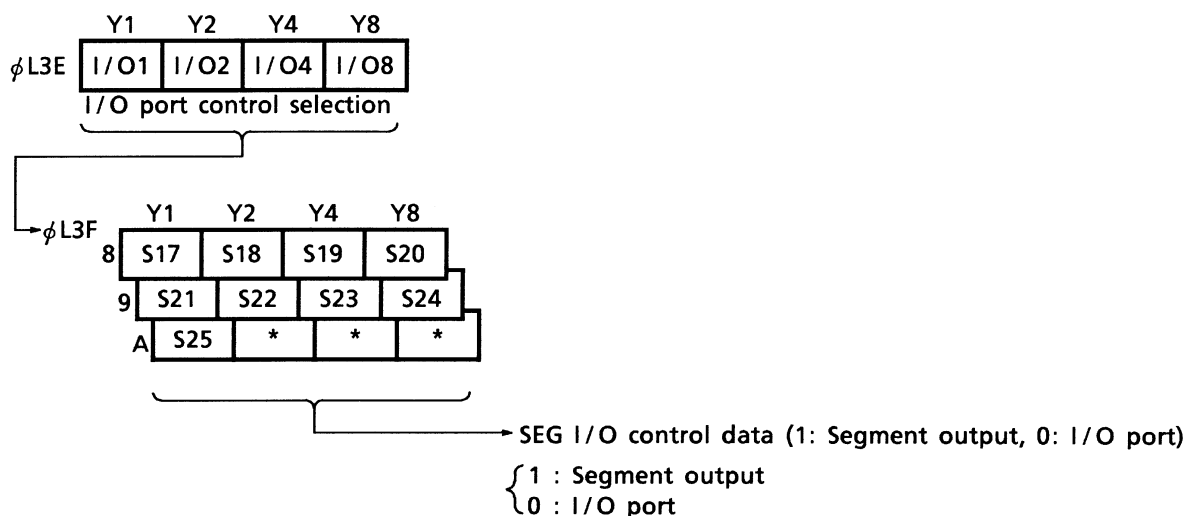 Y1 Y2 Y4 Y8
ϕL3E I/O1 I/O2 I/O4 I/O8
I/O port control selection
Y1 Y2 Y4 Y8
ϕL3F
8 S17 S18 S19 S20
9 S21 S22 S23 S24
A S25 * * *
SEG I/O control data (1: Segment output, 0: I/O port)
1 : Segment output
0 : I/O port